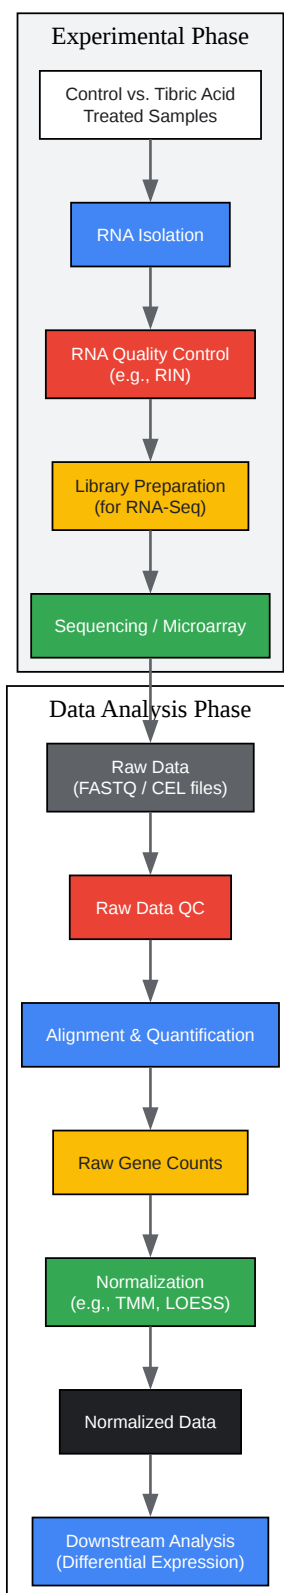 Experimental Phase
Control vs. Tibric Acid
Treated Samples
RNA Isolation
RNA Quality Control
(e.g., RIN)
Library Preparation
(for RNA-Seq)
Sequencing / Microarray
Data Analysis Phase
Raw Data
(FASTQ / CEL files)
Raw Data QC
Alignment & Quantification
Raw Gene Counts
Normalization
(e.g., TMM, LOESS)
Normalized Data
Downstream Analysis
(Differential Expression)